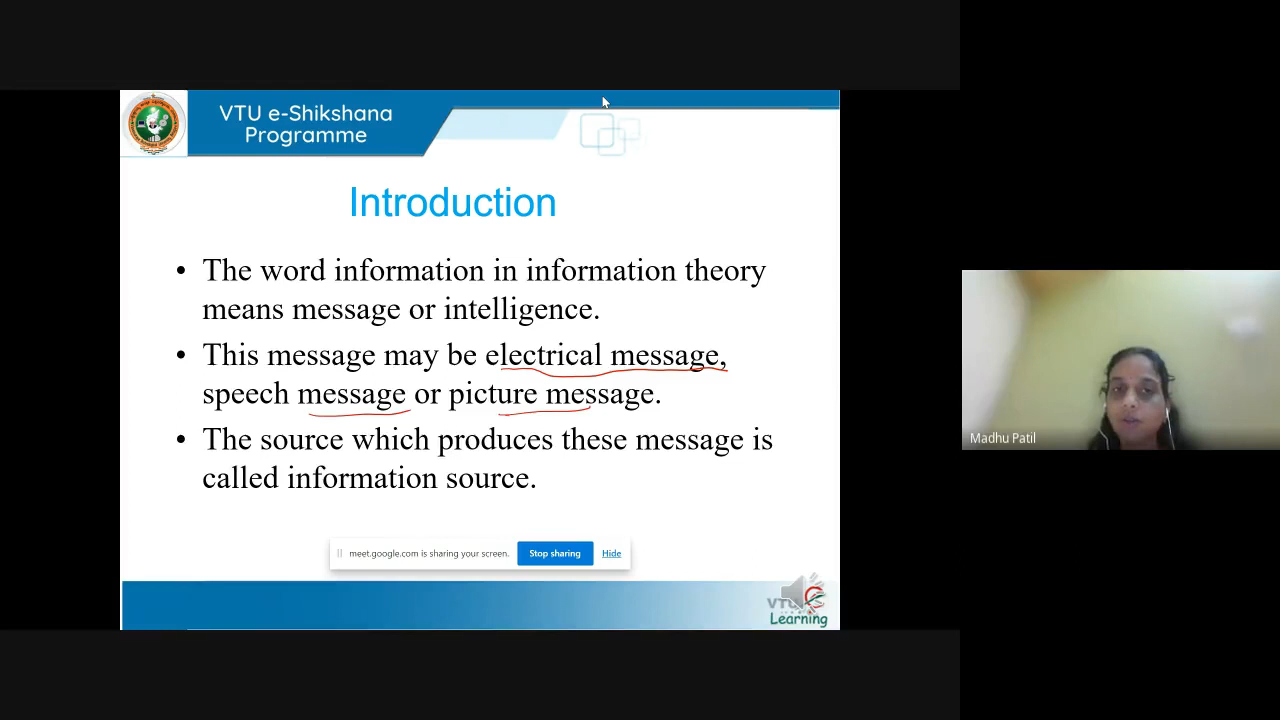 VTU e-Shikshana
Programme
Introduction
• The word information in information theory
means message or intelligence.
• This message may be electrical message,
speech message or picture message.
• The source which produces these message is
called information source.
Madhu Patil
meet.google.com is sharing your screen. Stop sharing Hide
VTU
Learning